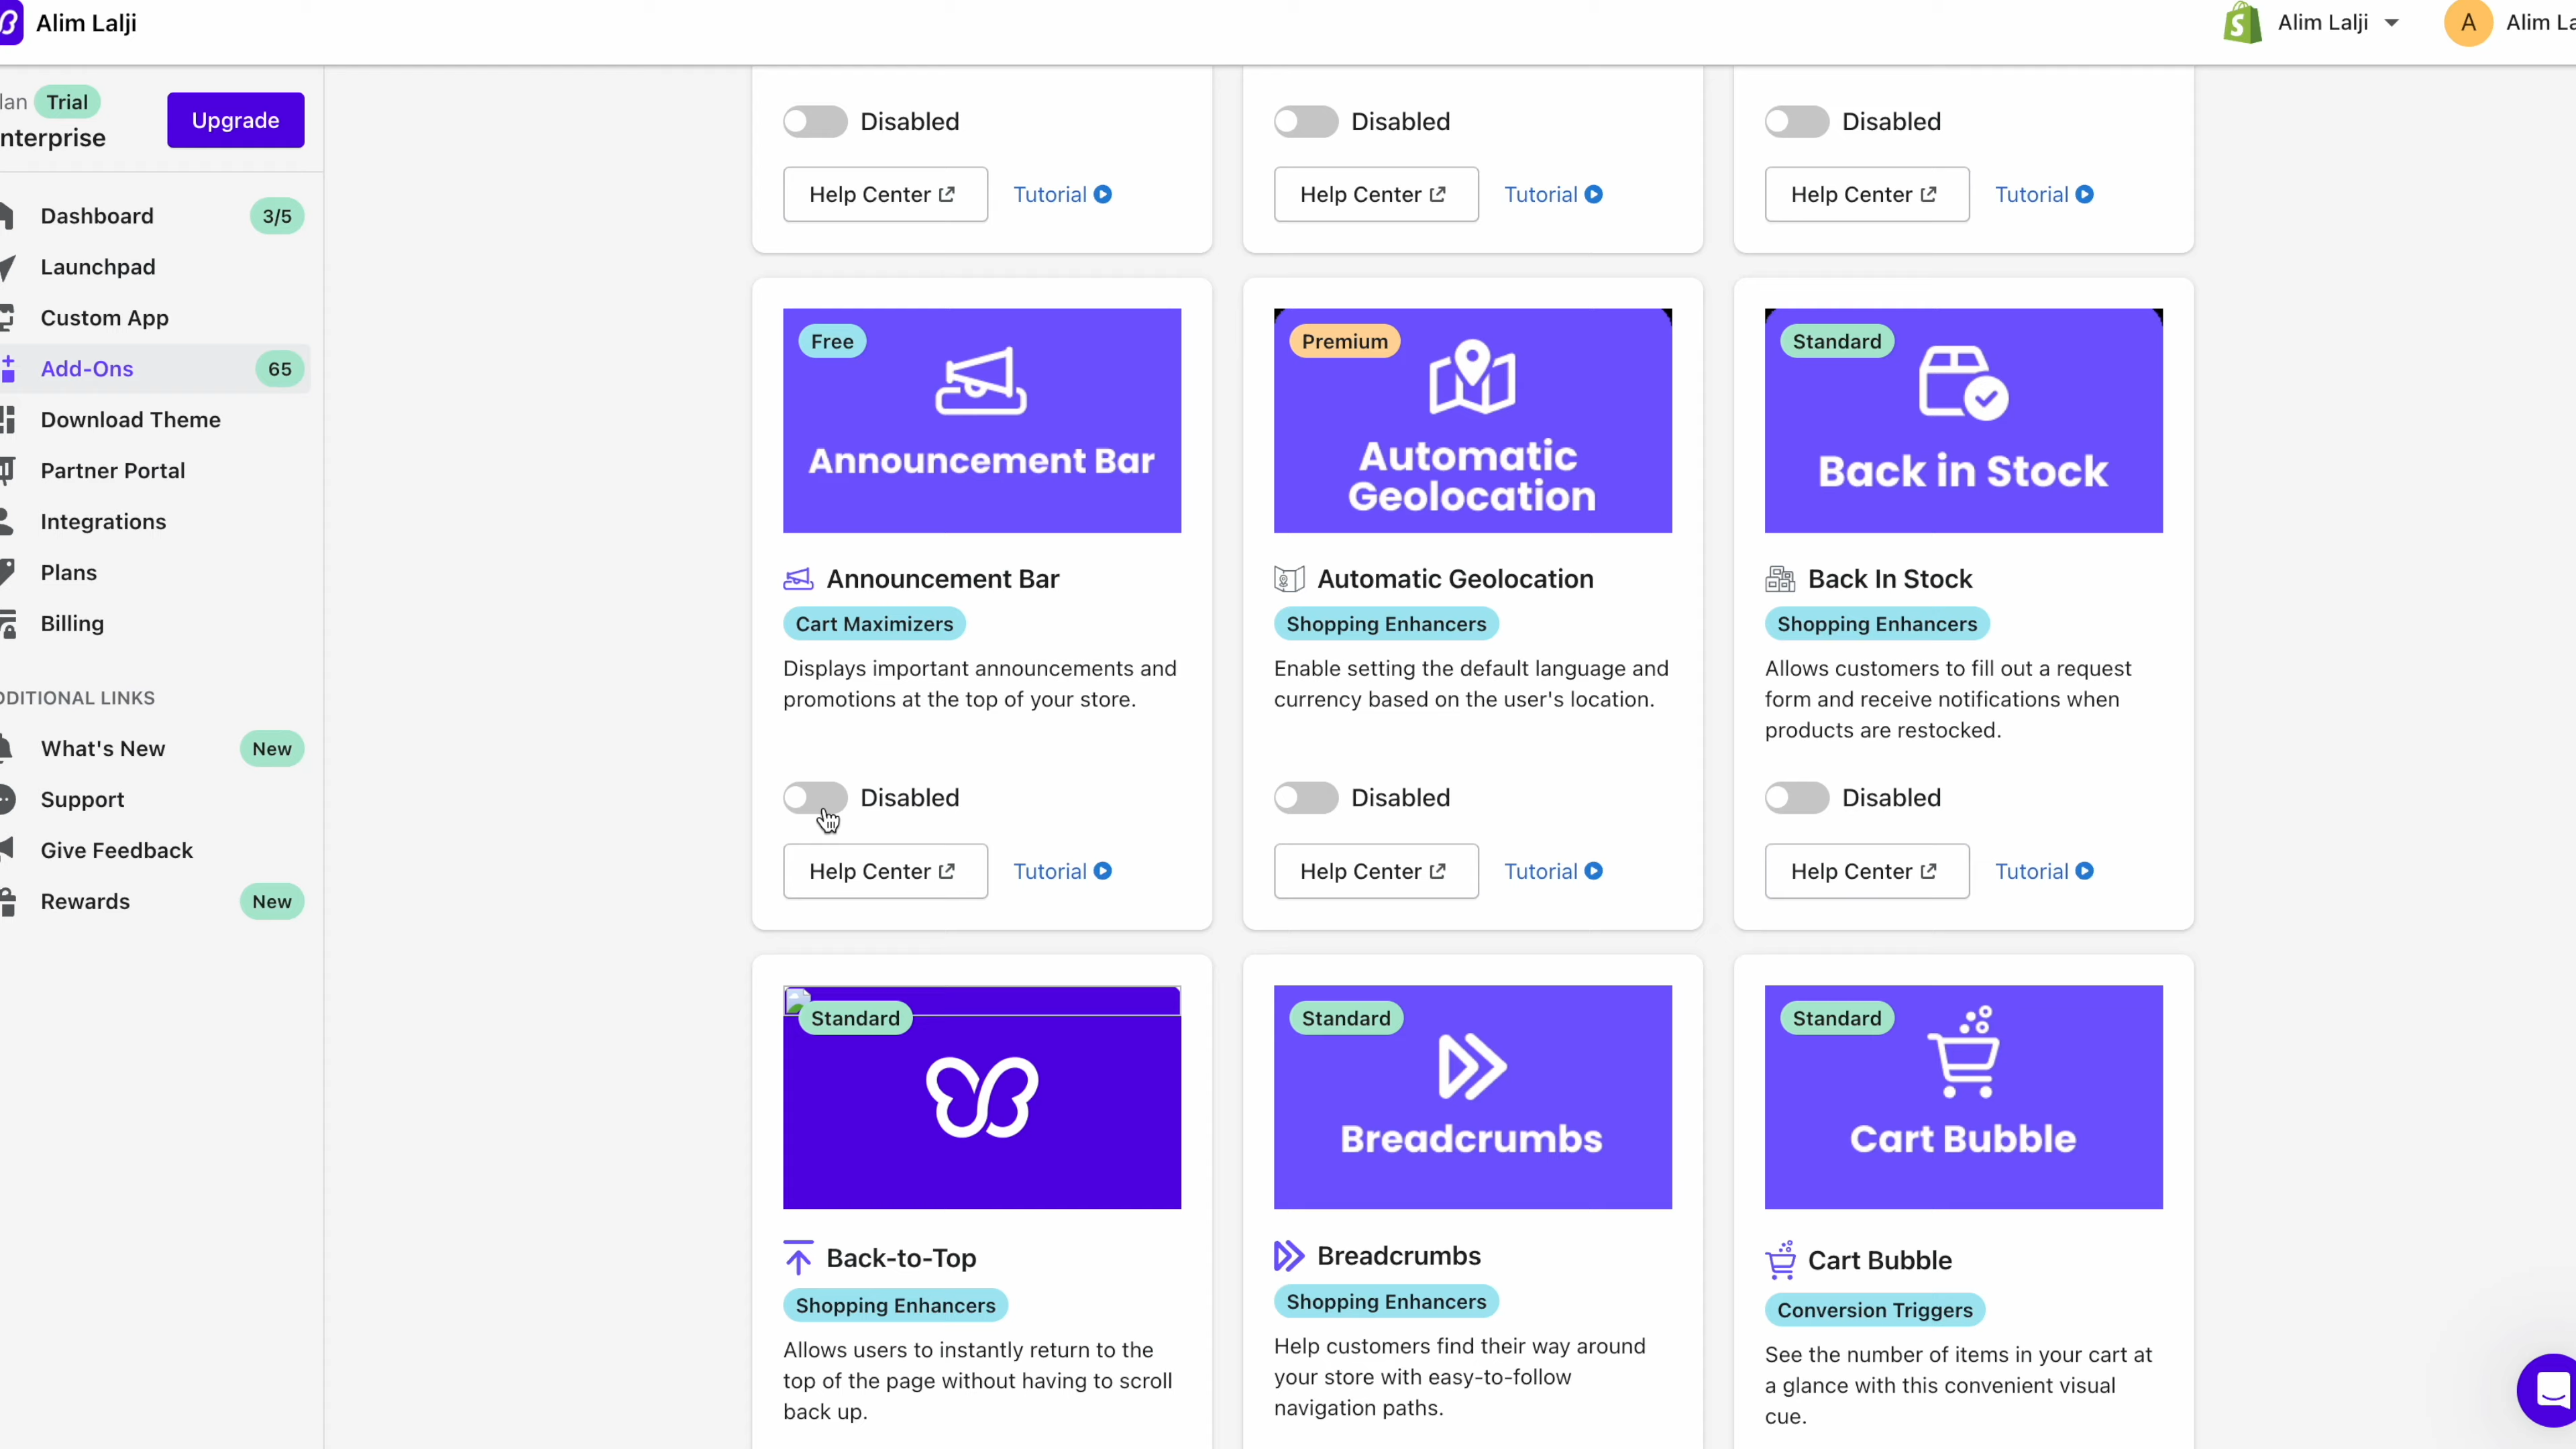 Alim Lalji
Alim Lalji
A
Alim La
lan Trial
nterprise
Upgrade
Dashboard 3/5
Launchpad
Custom App
Add-Ons 65
Download Theme
Partner Portal
Integrations
Plans
Billing
DDITIONAL LINKS
What's New New
Support
Give Feedback
Rewards New
Disabled
Help Center Tutorial
Disabled
Help Center Tutorial
Disabled
Help Center Tutorial
Free
Announcement Bar
Announcement Bar
Cart Maximizers
Displays important announcements and
promotions at the top of your store.
Disabled
Help Center Tutorial
Premium
Automatic
Geolocation
Automatic Geolocation
Shopping Enhancers
Enable setting the default language and
currency based on the user's location.
Disabled
Help Center Tutorial
Standard
Back in Stock
Back In Stock
Shopping Enhancers
Allows customers to fill out a request
form and receive notifications when
products are restocked.
Disabled
Help Center Tutorial
Standard
Back-to-Top
Shopping Enhancers
Allows users to instantly return to the
top of the page without having to scroll
back up.
Standard
Breadcrumbs
Breadcrumbs
Shopping Enhancers
Help customers find their way around
your store with easy-to-follow
navigation paths.
Standard
Cart Bubble
Cart Bubble
Conversion Triggers
See the number of items in your cart at
a glance with this convenient visual
cue.